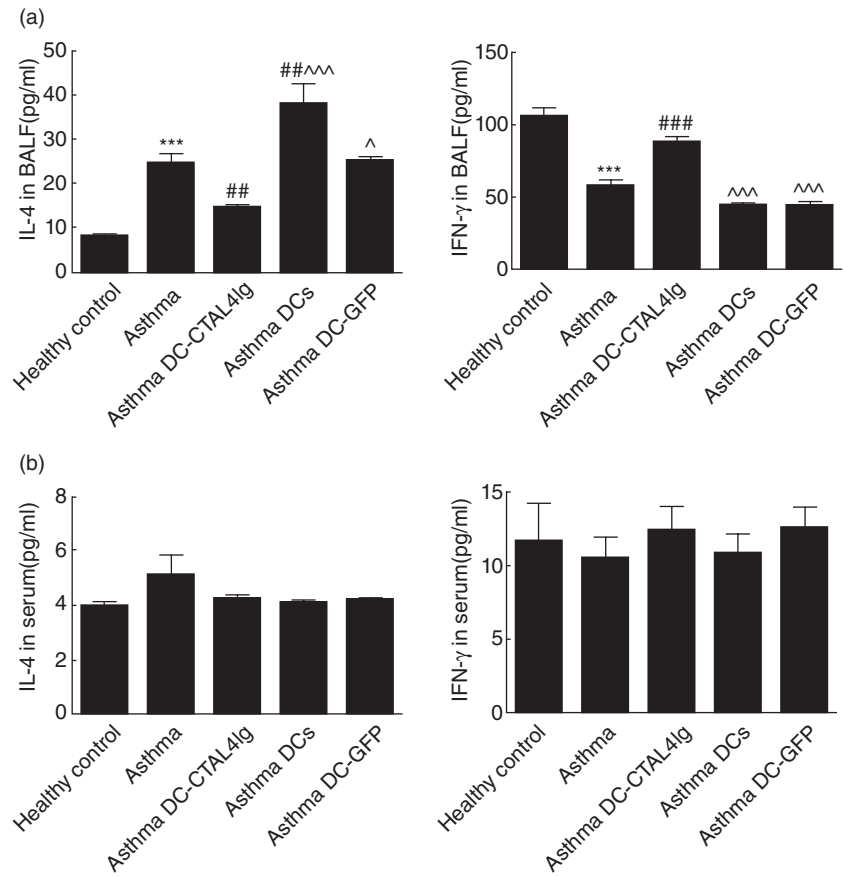 (a)
IL-4 in BALF(pg/ml)
50
40
30
20
10
0
***
##
##^^^
^
Healthy control
Asthma
Asthma DC-CTAL4Ig
Asthma DCs
Asthma DC-GFP
IFN-γ in BALF(pg/ml)
150
100
50
0
***
###
^^^
^^^
Healthy control
Asthma
Asthma DC-CTAL4Ig
Asthma DCs
Asthma DC-GFP
(b)
IL-4 in serum(pg/ml)
8
6
4
2
0
Healthy control
Asthma
Asthma DC-CTAL4Ig
Asthma DCs
Asthma DC-GFP
IFN-γ in serum(pg/ml)
15
10
5
0
Healthy control
Asthma
Asthma DC-CTAL4Ig
Asthma DCs
Asthma DC-GFP